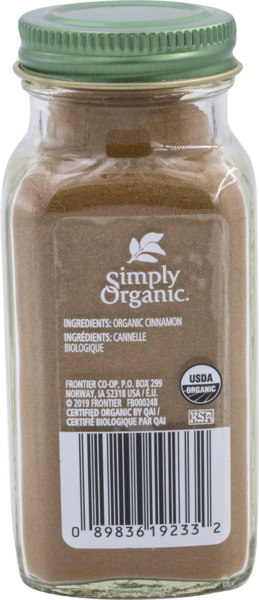 Simply
Organic.
INGREDIENTS: ORGANIC CINNAMON
INGRÉDIENTS: CANNELLE
BIOLOGIQUE
FRONTIER CO-OP, P.O. BOX 299
NORWAY, IA 52318 USA / É.U.
© 2019 FRONTIER FB00024B
CERTIFIED ORGANIC BY QAI /
CERTIFIÉ BIOLOGIQUE PAR QAI
USDA
ORGANIC
KSA
0 89836 19233 2